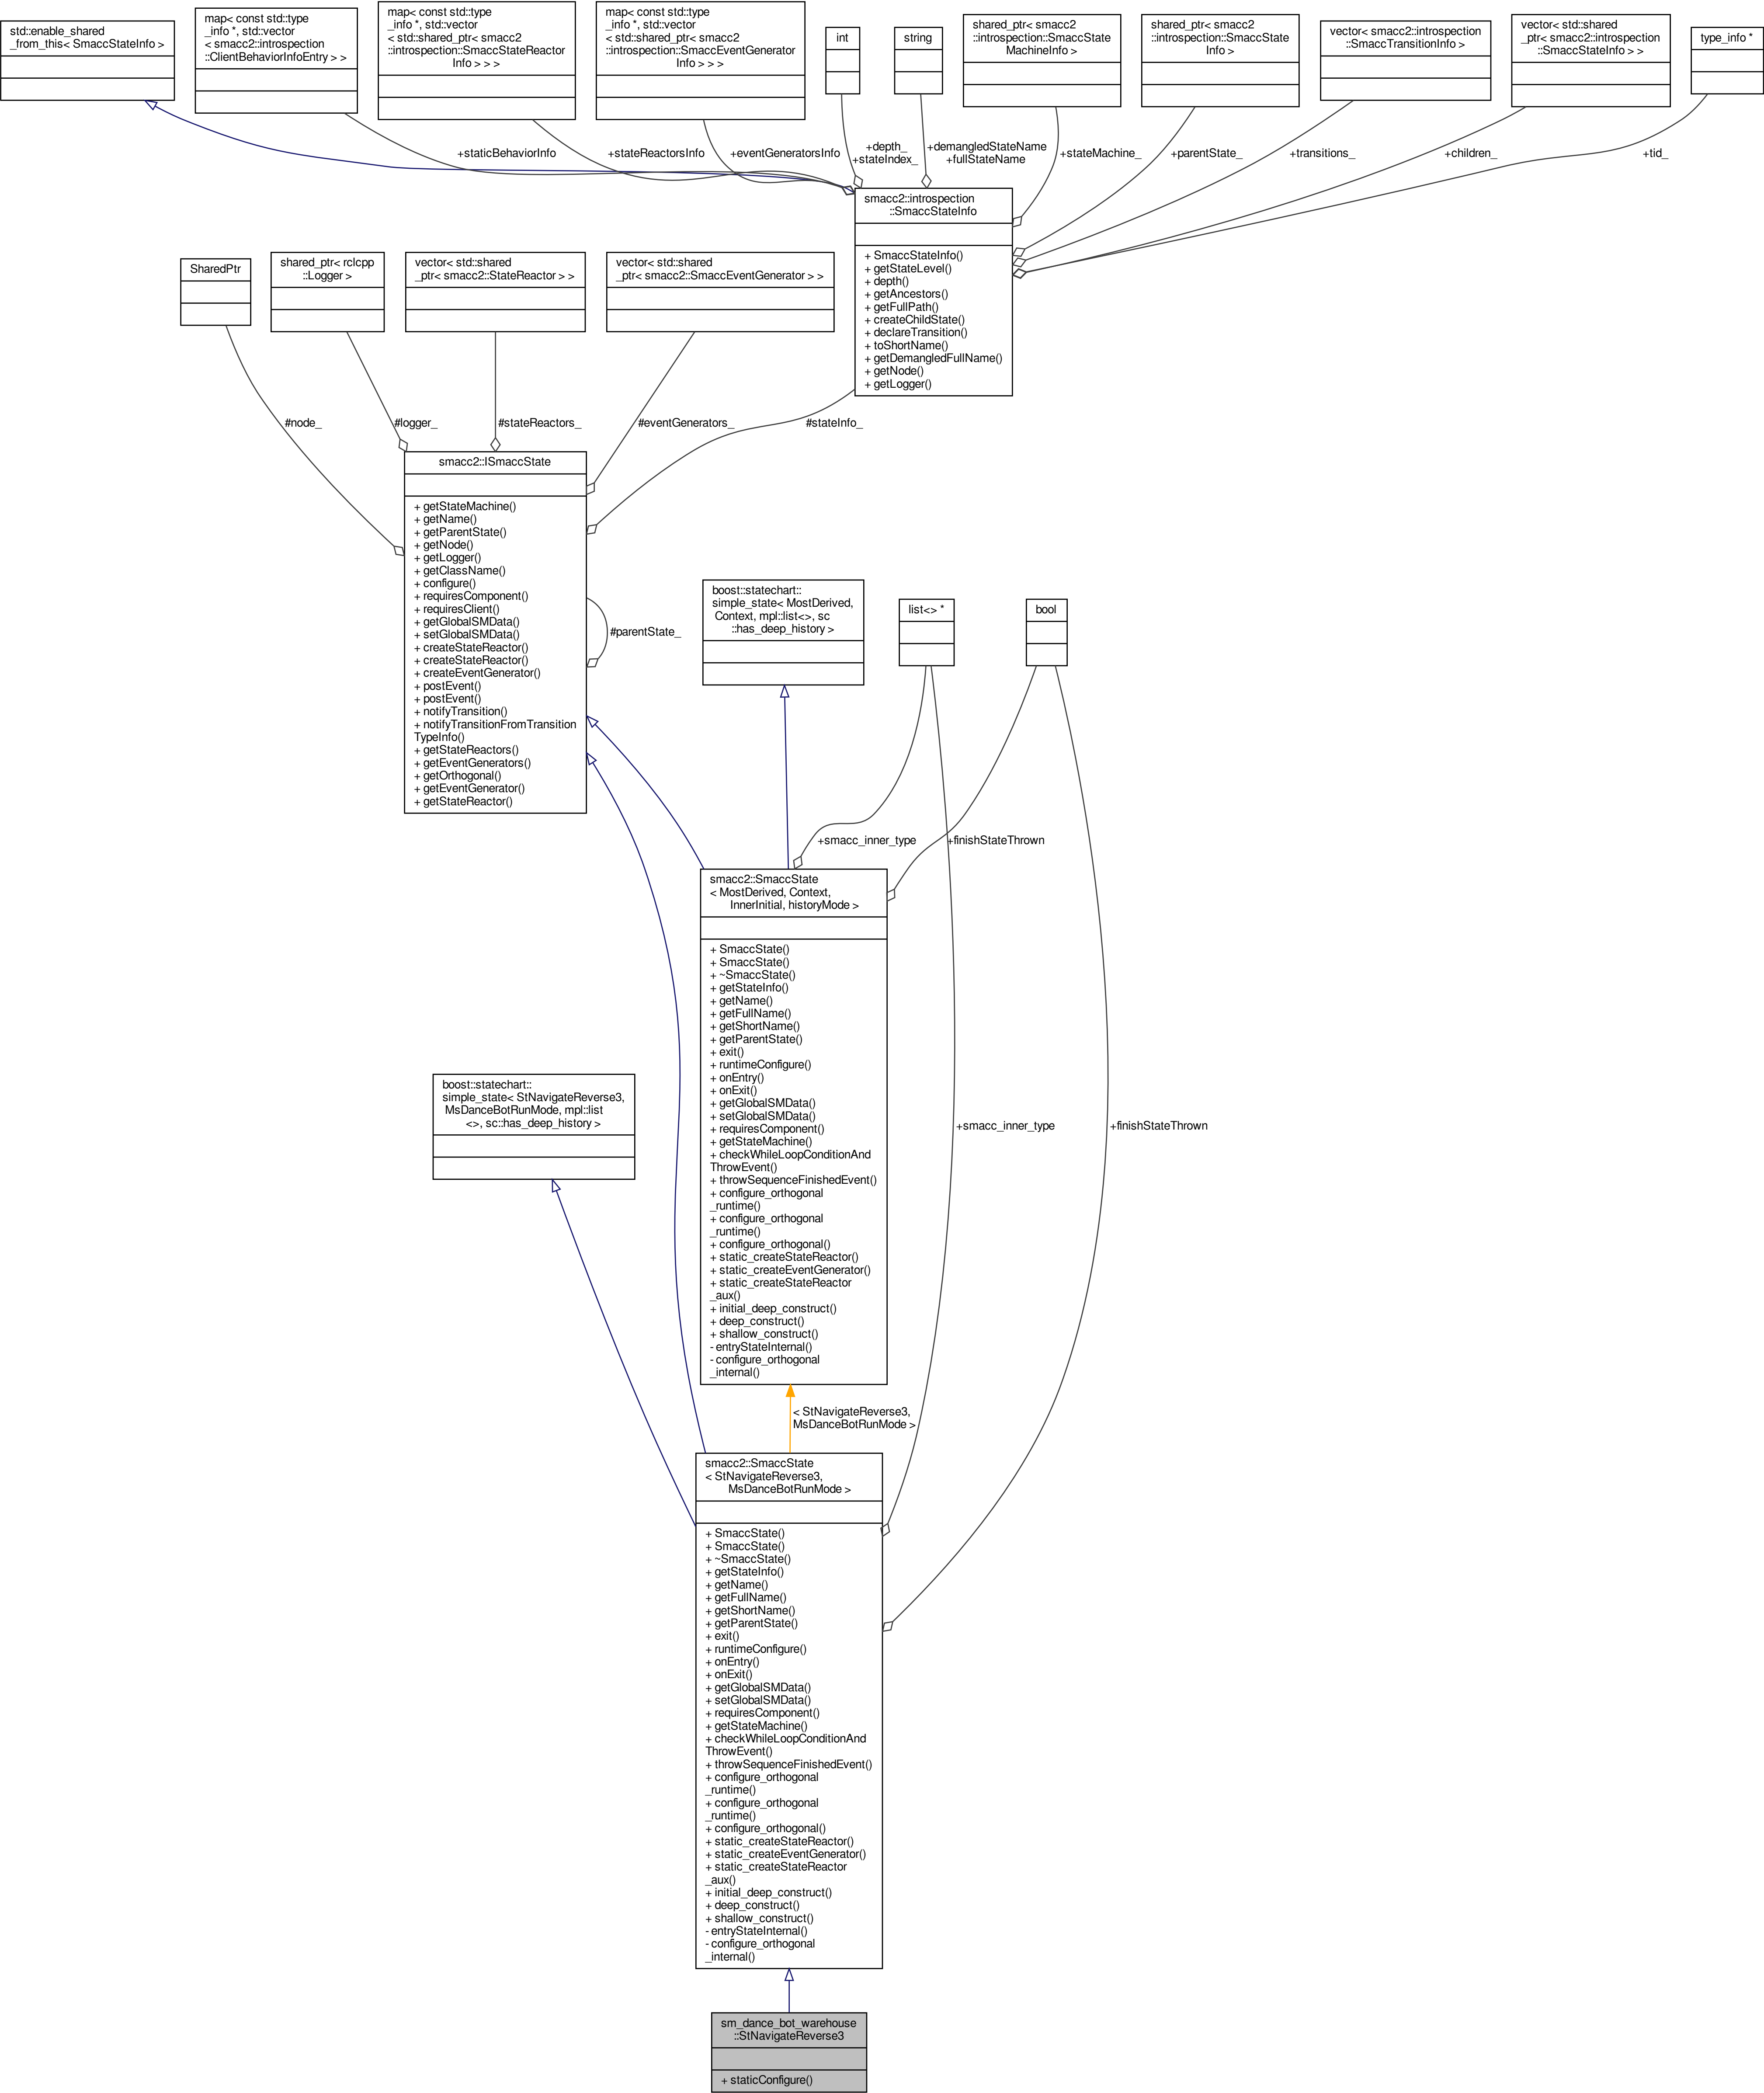 std::enable_shared
_from_this< SmaccStateInfo >
map< const std::type
_info *, std::vector
< smacc2::introspection
::ClientBehaviorInfoEntry > >
map< const std::type
_info *, std::vector
< std::shared_ptr< smacc2
::introspection::SmaccStateReactor
Info > > >
map< const std::type
_info *, std::vector
< std::shared_ptr< smacc2
::introspection::SmaccEventGenerator
Info > > >
int
string
shared_ptr< smacc2
::introspection::SmaccState
MachineInfo >
shared_ptr< smacc2
::introspection::SmaccState
Info >
vector< smacc2::introspection
::SmaccTransitionInfo >
vector< std::shared
_ptr< smacc2::introspection
::SmaccStateInfo > >
type_info *
+staticBehaviorInfo
+stateReactorsInfo
+eventGeneratorsInfo
+depth_
+stateIndex_
+demangledStateName
+fullStateName
+stateMachine_
+parentState_
+transitions_
+children_
+tid_
smacc2::introspection
::SmaccStateInfo
+ SmaccStateInfo()
+ getStateLevel()
+ depth()
+ getAncestors()
+ getFullPath()
+ createChildState()
+ declareTransition()
+ toShortName()
+ getDemangledFullName()
+ getNode()
+ getLogger()
SharedPtr
shared_ptr< rclcpp
::Logger >
vector< std::shared
_ptr< smacc2::StateReactor > >
vector< std::shared
_ptr< smacc2::SmaccEventGenerator > >
#node_
#logger_
#stateReactors_
#eventGenerators_
#stateInfo_
smacc2::ISmaccState
+ getStateMachine()
+ getName()
+ getParentState()
+ getNode()
+ getLogger()
+ getClassName()
+ configure()
+ requiresComponent()
+ requiresClient()
+ getGlobalSMData()
+ setGlobalSMData()
+ createStateReactor()
+ createStateReactor()
+ createEventGenerator()
+ postEvent()
+ postEvent()
+ notifyTransition()
+ notifyTransitionFromTransition
TypeInfo()
+ getStateReactors()
+ getEventGenerators()
+ getOrthogonal()
+ getEventGenerator()
+ getStateReactor()
#parentState_
boost::statechart::
simple_state< MostDerived,
Context, mpl::list<>, sc
::has_deep_history >
list<> *
bool
+smacc_inner_type
+finishStateThrown
smacc2::SmaccState
< MostDerived, Context,
InnerInitial, historyMode >
+ SmaccState()
+ SmaccState()
+ ~SmaccState()
+ getStateInfo()
+ getName()
+ getFullName()
+ getShortName()
+ getParentState()
+ exit()
+ runtimeConfigure()
+ onEntry()
+ onExit()
+ getGlobalSMData()
+ setGlobalSMData()
+ requiresComponent()
+ getStateMachine()
+ checkWhileLoopConditionAnd
ThrowEvent()
+ throwSequenceFinishedEvent()
+ configure_orthogonal
_runtime()
+ configure_orthogonal
_runtime()
+ configure_orthogonal()
+ static_createStateReactor()
+ static_createEventGenerator()
+ static_createStateReactor
_aux()
+ initial_deep_construct()
+ deep_construct()
+ shallow_construct()
- entryStateInternal()
- configure_orthogonal
_internal()
boost::statechart::
simple_state< StNavigateReverse3,
MsDanceBotRunMode, mpl::list
<>, sc::has_deep_history >
+smacc_inner_type
+finishStateThrown
< StNavigateReverse3,
MsDanceBotRunMode >
smacc2::SmaccState
< StNavigateReverse3,
MsDanceBotRunMode >
+ SmaccState()
+ SmaccState()
+ ~SmaccState()
+ getStateInfo()
+ getName()
+ getFullName()
+ getShortName()
+ getParentState()
+ exit()
+ runtimeConfigure()
+ onEntry()
+ onExit()
+ getGlobalSMData()
+ setGlobalSMData()
+ requiresComponent()
+ getStateMachine()
+ checkWhileLoopConditionAnd
ThrowEvent()
+ throwSequenceFinishedEvent()
+ configure_orthogonal
_runtime()
+ configure_orthogonal
_runtime()
+ configure_orthogonal()
+ static_createStateReactor()
+ static_createEventGenerator()
+ static_createStateReactor
_aux()
+ initial_deep_construct()
+ deep_construct()
+ shallow_construct()
- entryStateInternal()
- configure_orthogonal
_internal()
sm_dance_bot_warehouse
::StNavigateReverse3
+ staticConfigure()